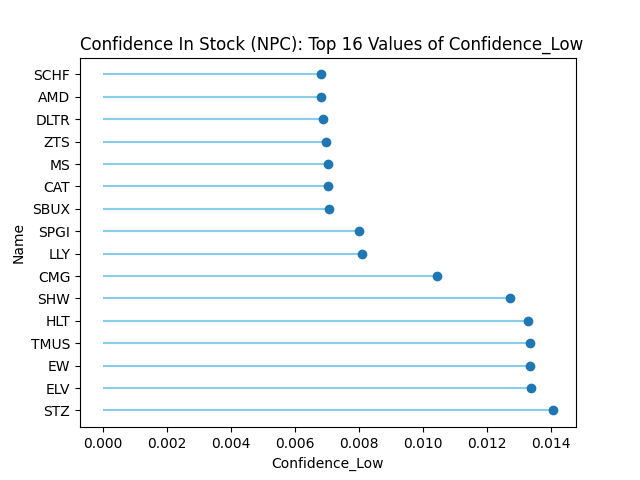 Confidence In Stock (NPC): Top 16 Values of Confidence_Low
SCHF
AMD
DLTR
ZTS
MS
CAT
SBUX
SPGI
LLY
CMG
SHW
HLT
TMUS
EW
ELV
STZ
Name
0.000 0.002 0.004 0.006 0.008 0.010 0.012 0.014
Confidence_Low